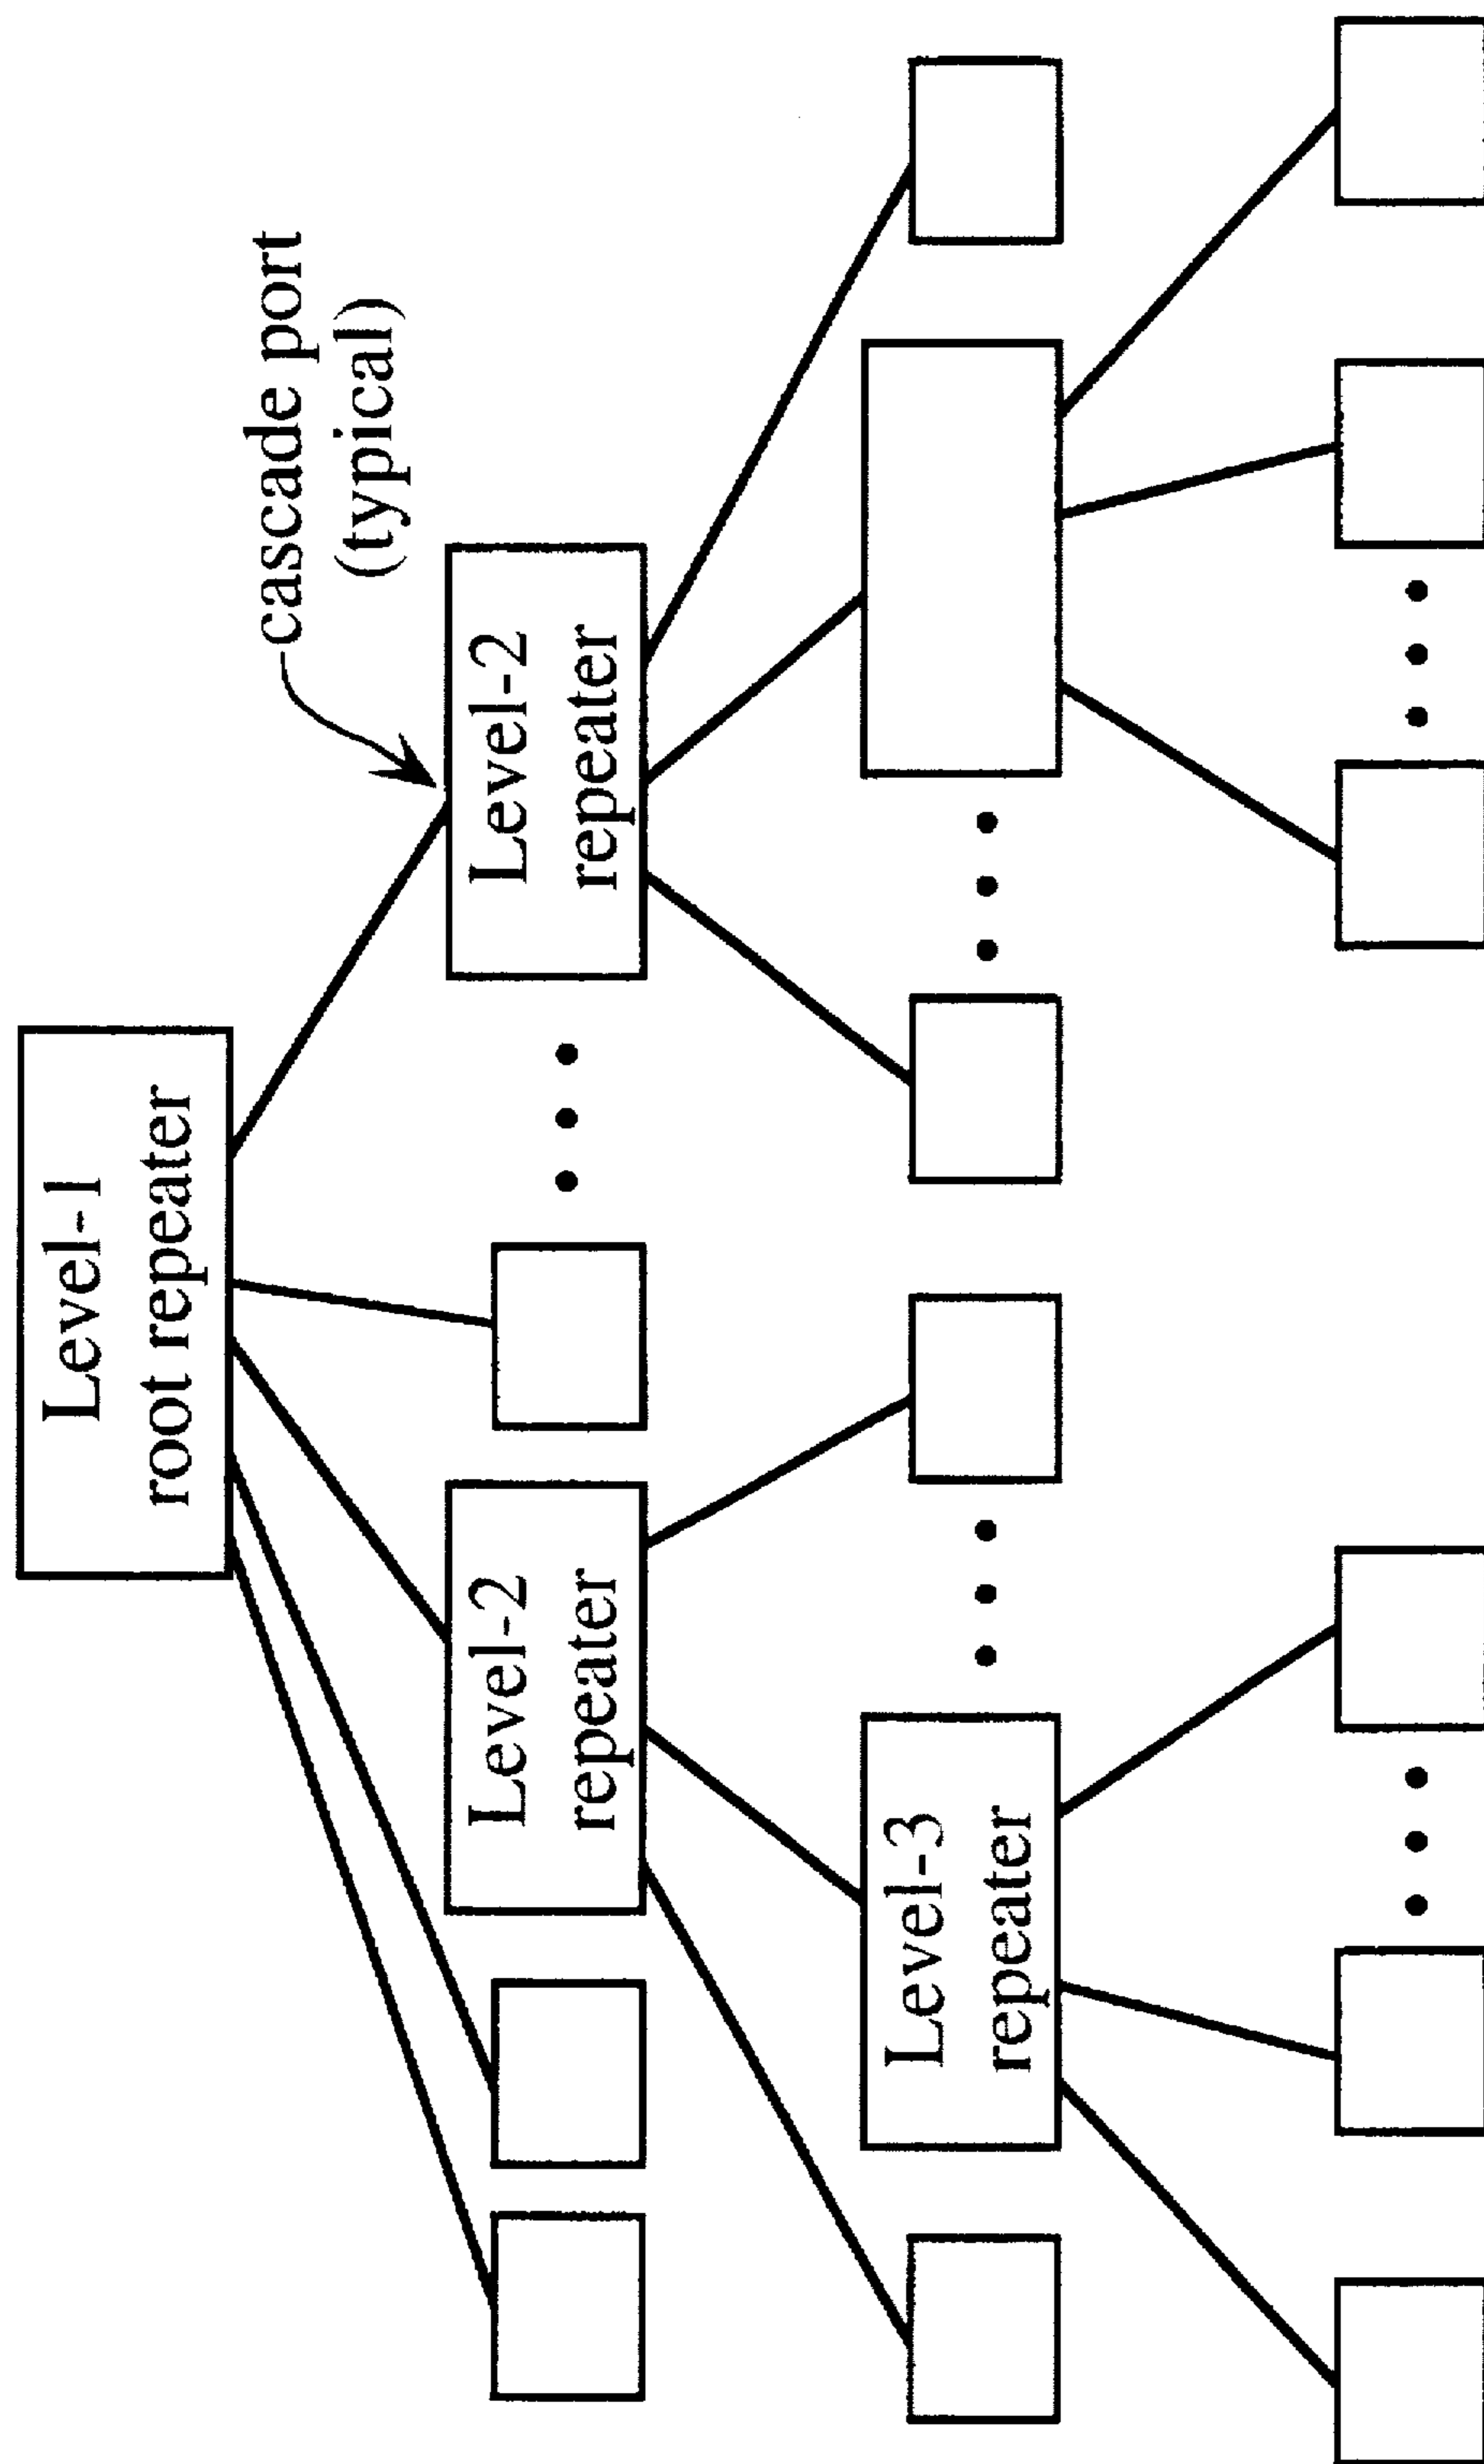 Level-1
root repeater
cascade port
(typical)
Level-2
repeater
Level-2
repeater
Level-3
repeater